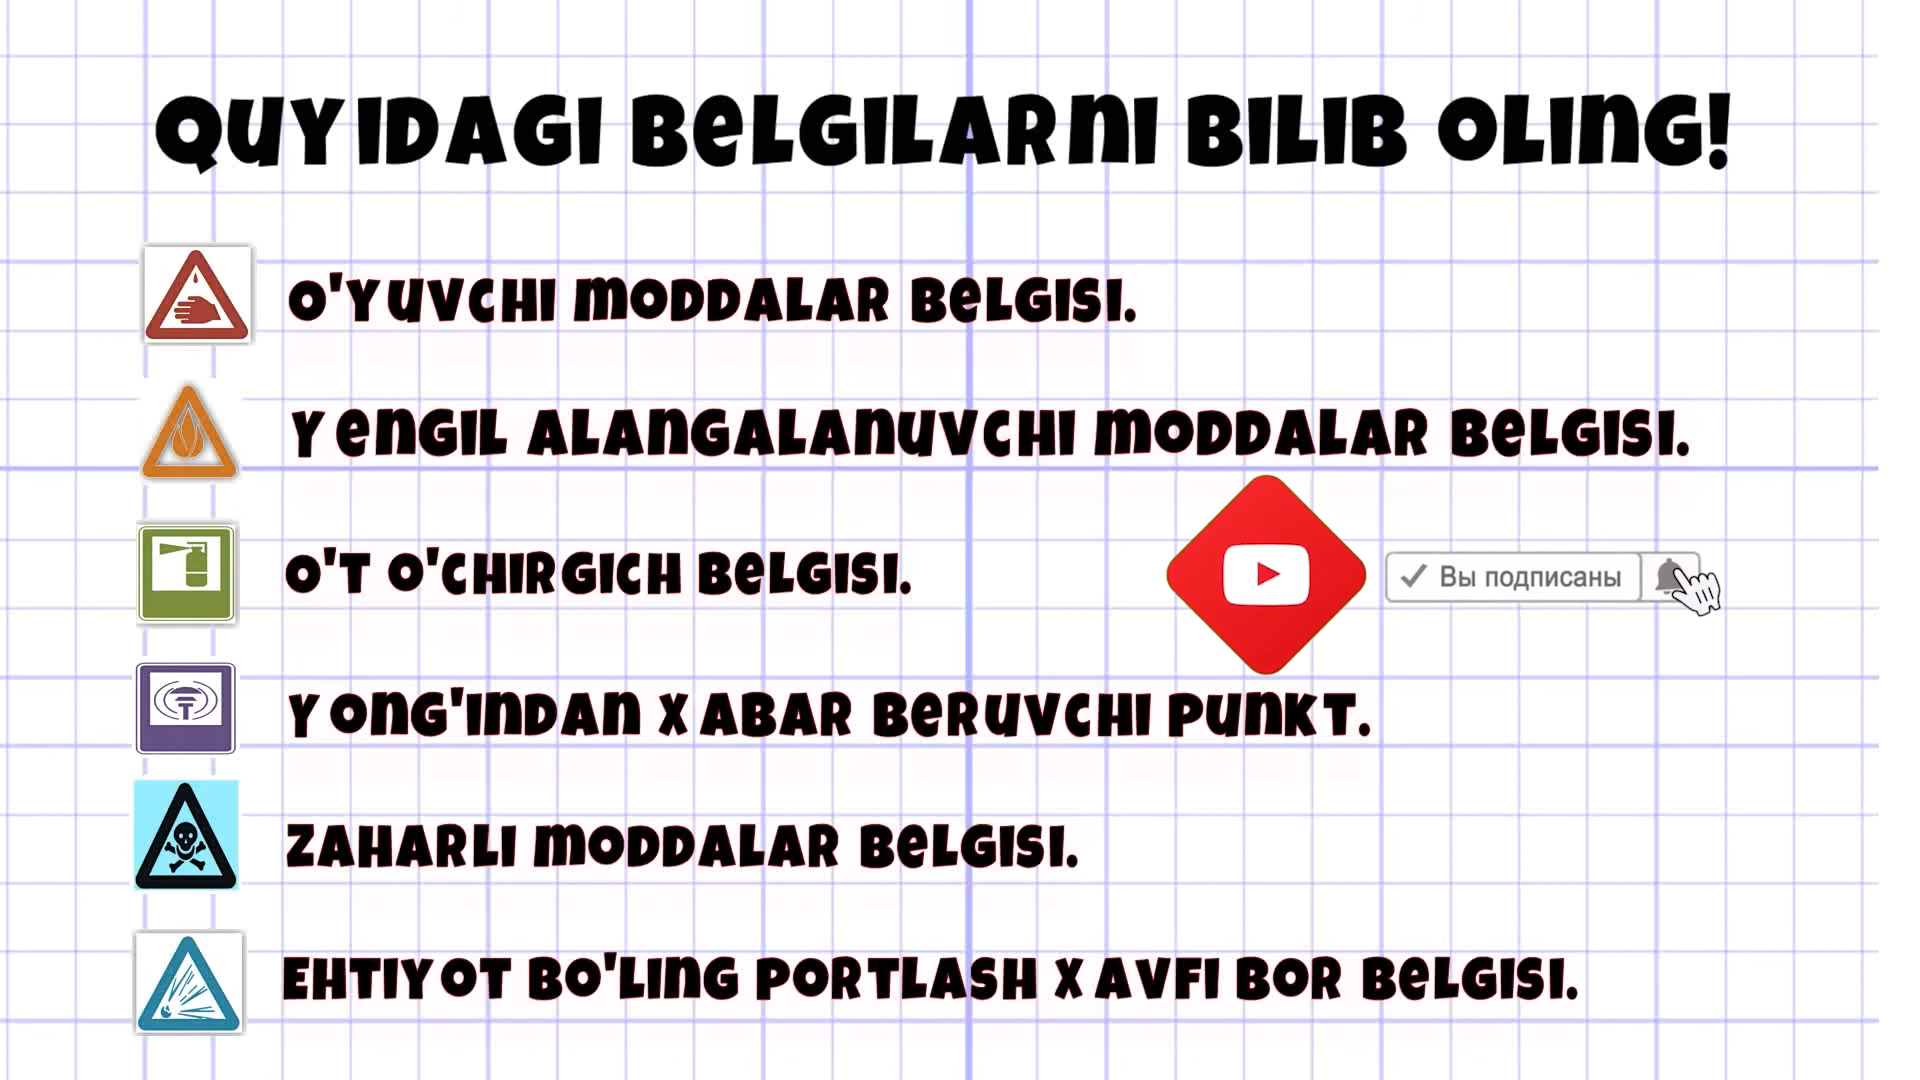 QUYIDAGI BELGILARNI BILIB OLING!
O'YUVCHI MODDALAR BELGISI.
YENGIL ALANGALANUVCHI MODDALAR BELGISI.
O'T O'CHIRGICH BELGISI.
Вы подписаны
YONG'INDAN XABAR BERUVCHI PUNKT.
ZAHARLI MODDALAR BELGISI.
EHTIYOT BO'LING PORTLASH XAVFI BOR BELGISI.